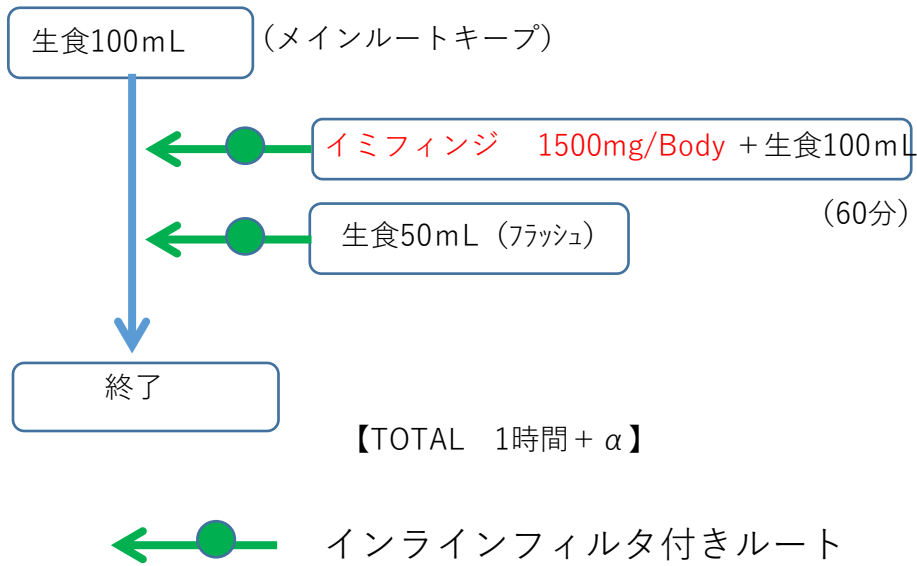 生食100mL （メインルートキープ）
イミフィンジ　1500mg/Body ＋生食100mL
（60分）
生食50mL（ﾌﾗｯｼｭ）
終了
【TOTAL　1時間＋α】
インラインフィルタ付きルート